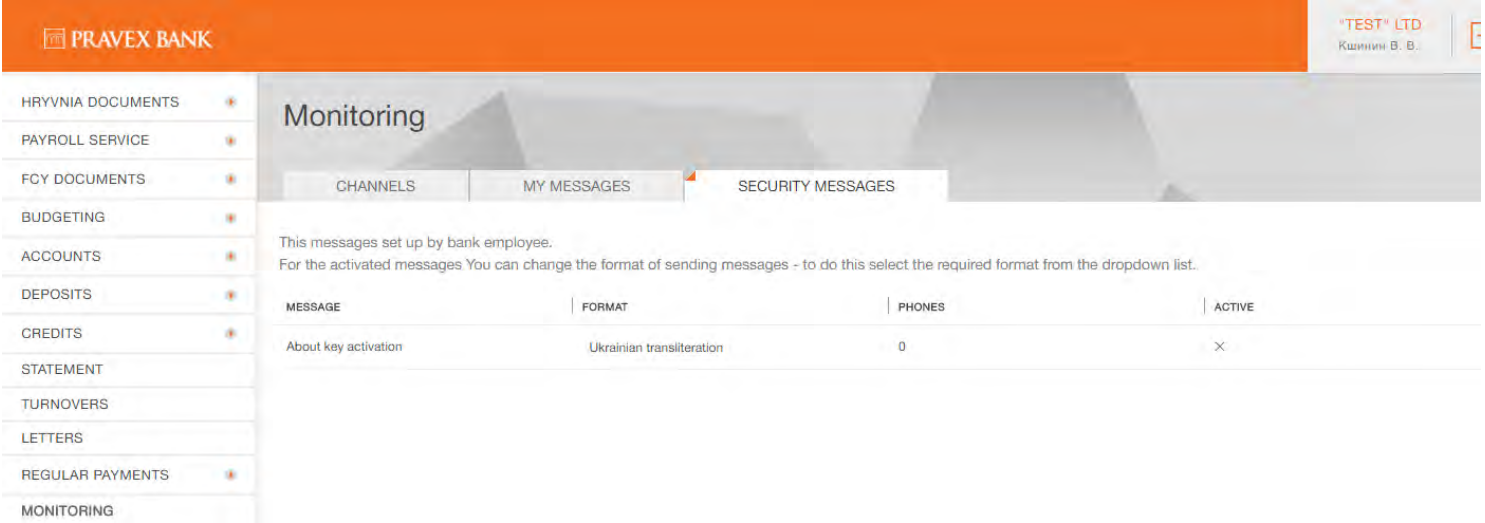 PRAVEX BANK
"TEST" LTD
Кшинин В. В.
HRYVNIA DOCUMENTS
PAYROLL SERVICE
FCY DOCUMENTS
BUDGETING
ACCOUNTS
DEPOSITS
CREDITS
STATEMENT
TURNOVERS
LETTERS
REGULAR PAYMENTS
MONITORING
Monitoring
CHANNELS MY MESSAGES SECURITY MESSAGES
This messages set up by bank employee.
For the activated messages You can change the format of sending messages - to do this select the required format from the dropdown list.
MESSAGE FORMAT PHONES ACTIVE
About key activation Ukrainian transliteration 0